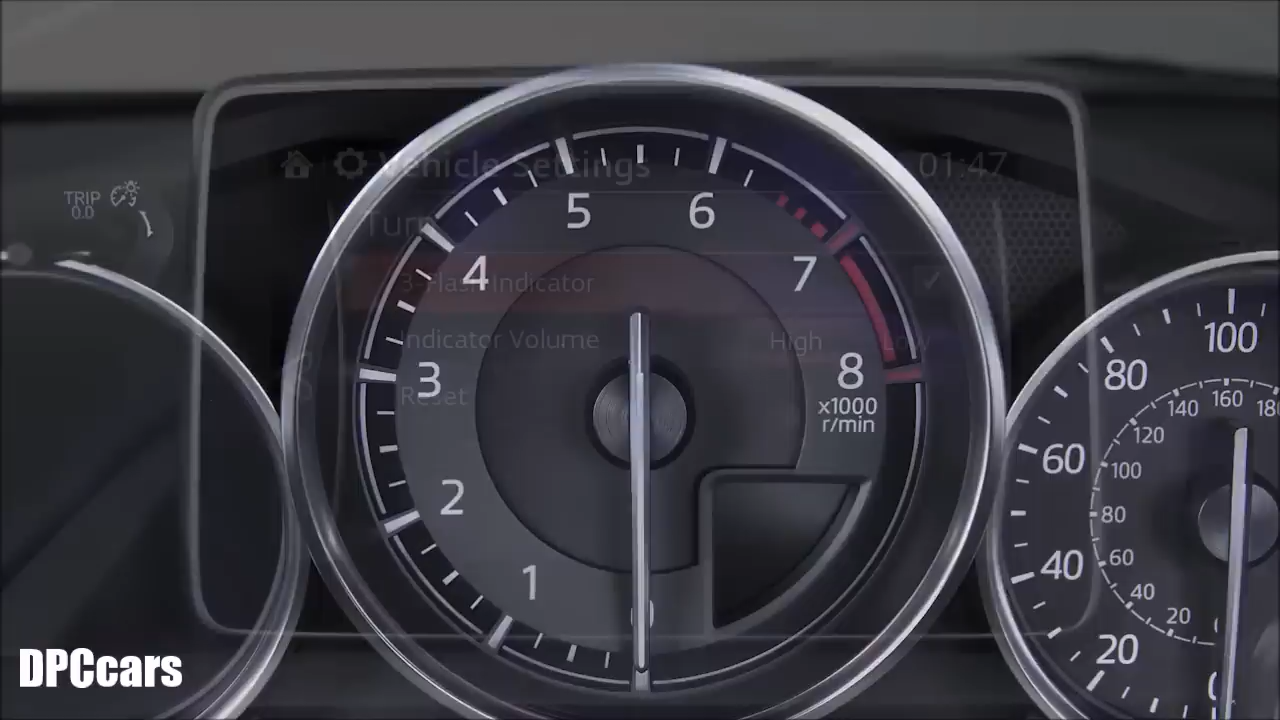 Vehicle Settings
01:47
TRIP
0.0
Turn
3-Flash Indicator
Indicator Volume
High
Low
Reset
1
2
3
4
5
6
7
8
x1000
r/min
0
20
40
60
80
100
20
40
60
80
100
120
140
160
180
DPCcars